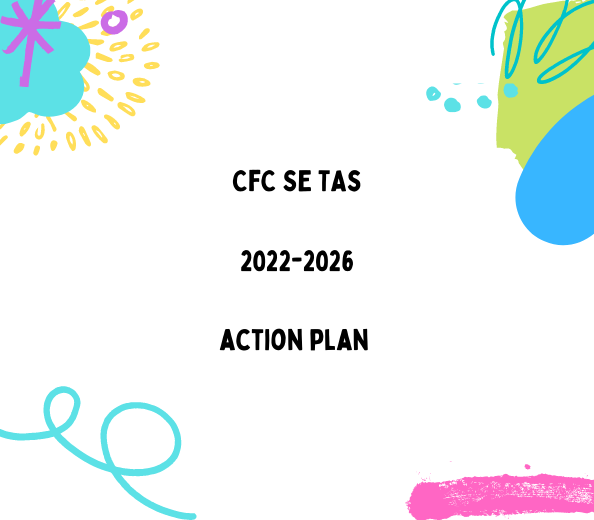 CFC SE TAS
2022-2026
ACTION PLAN